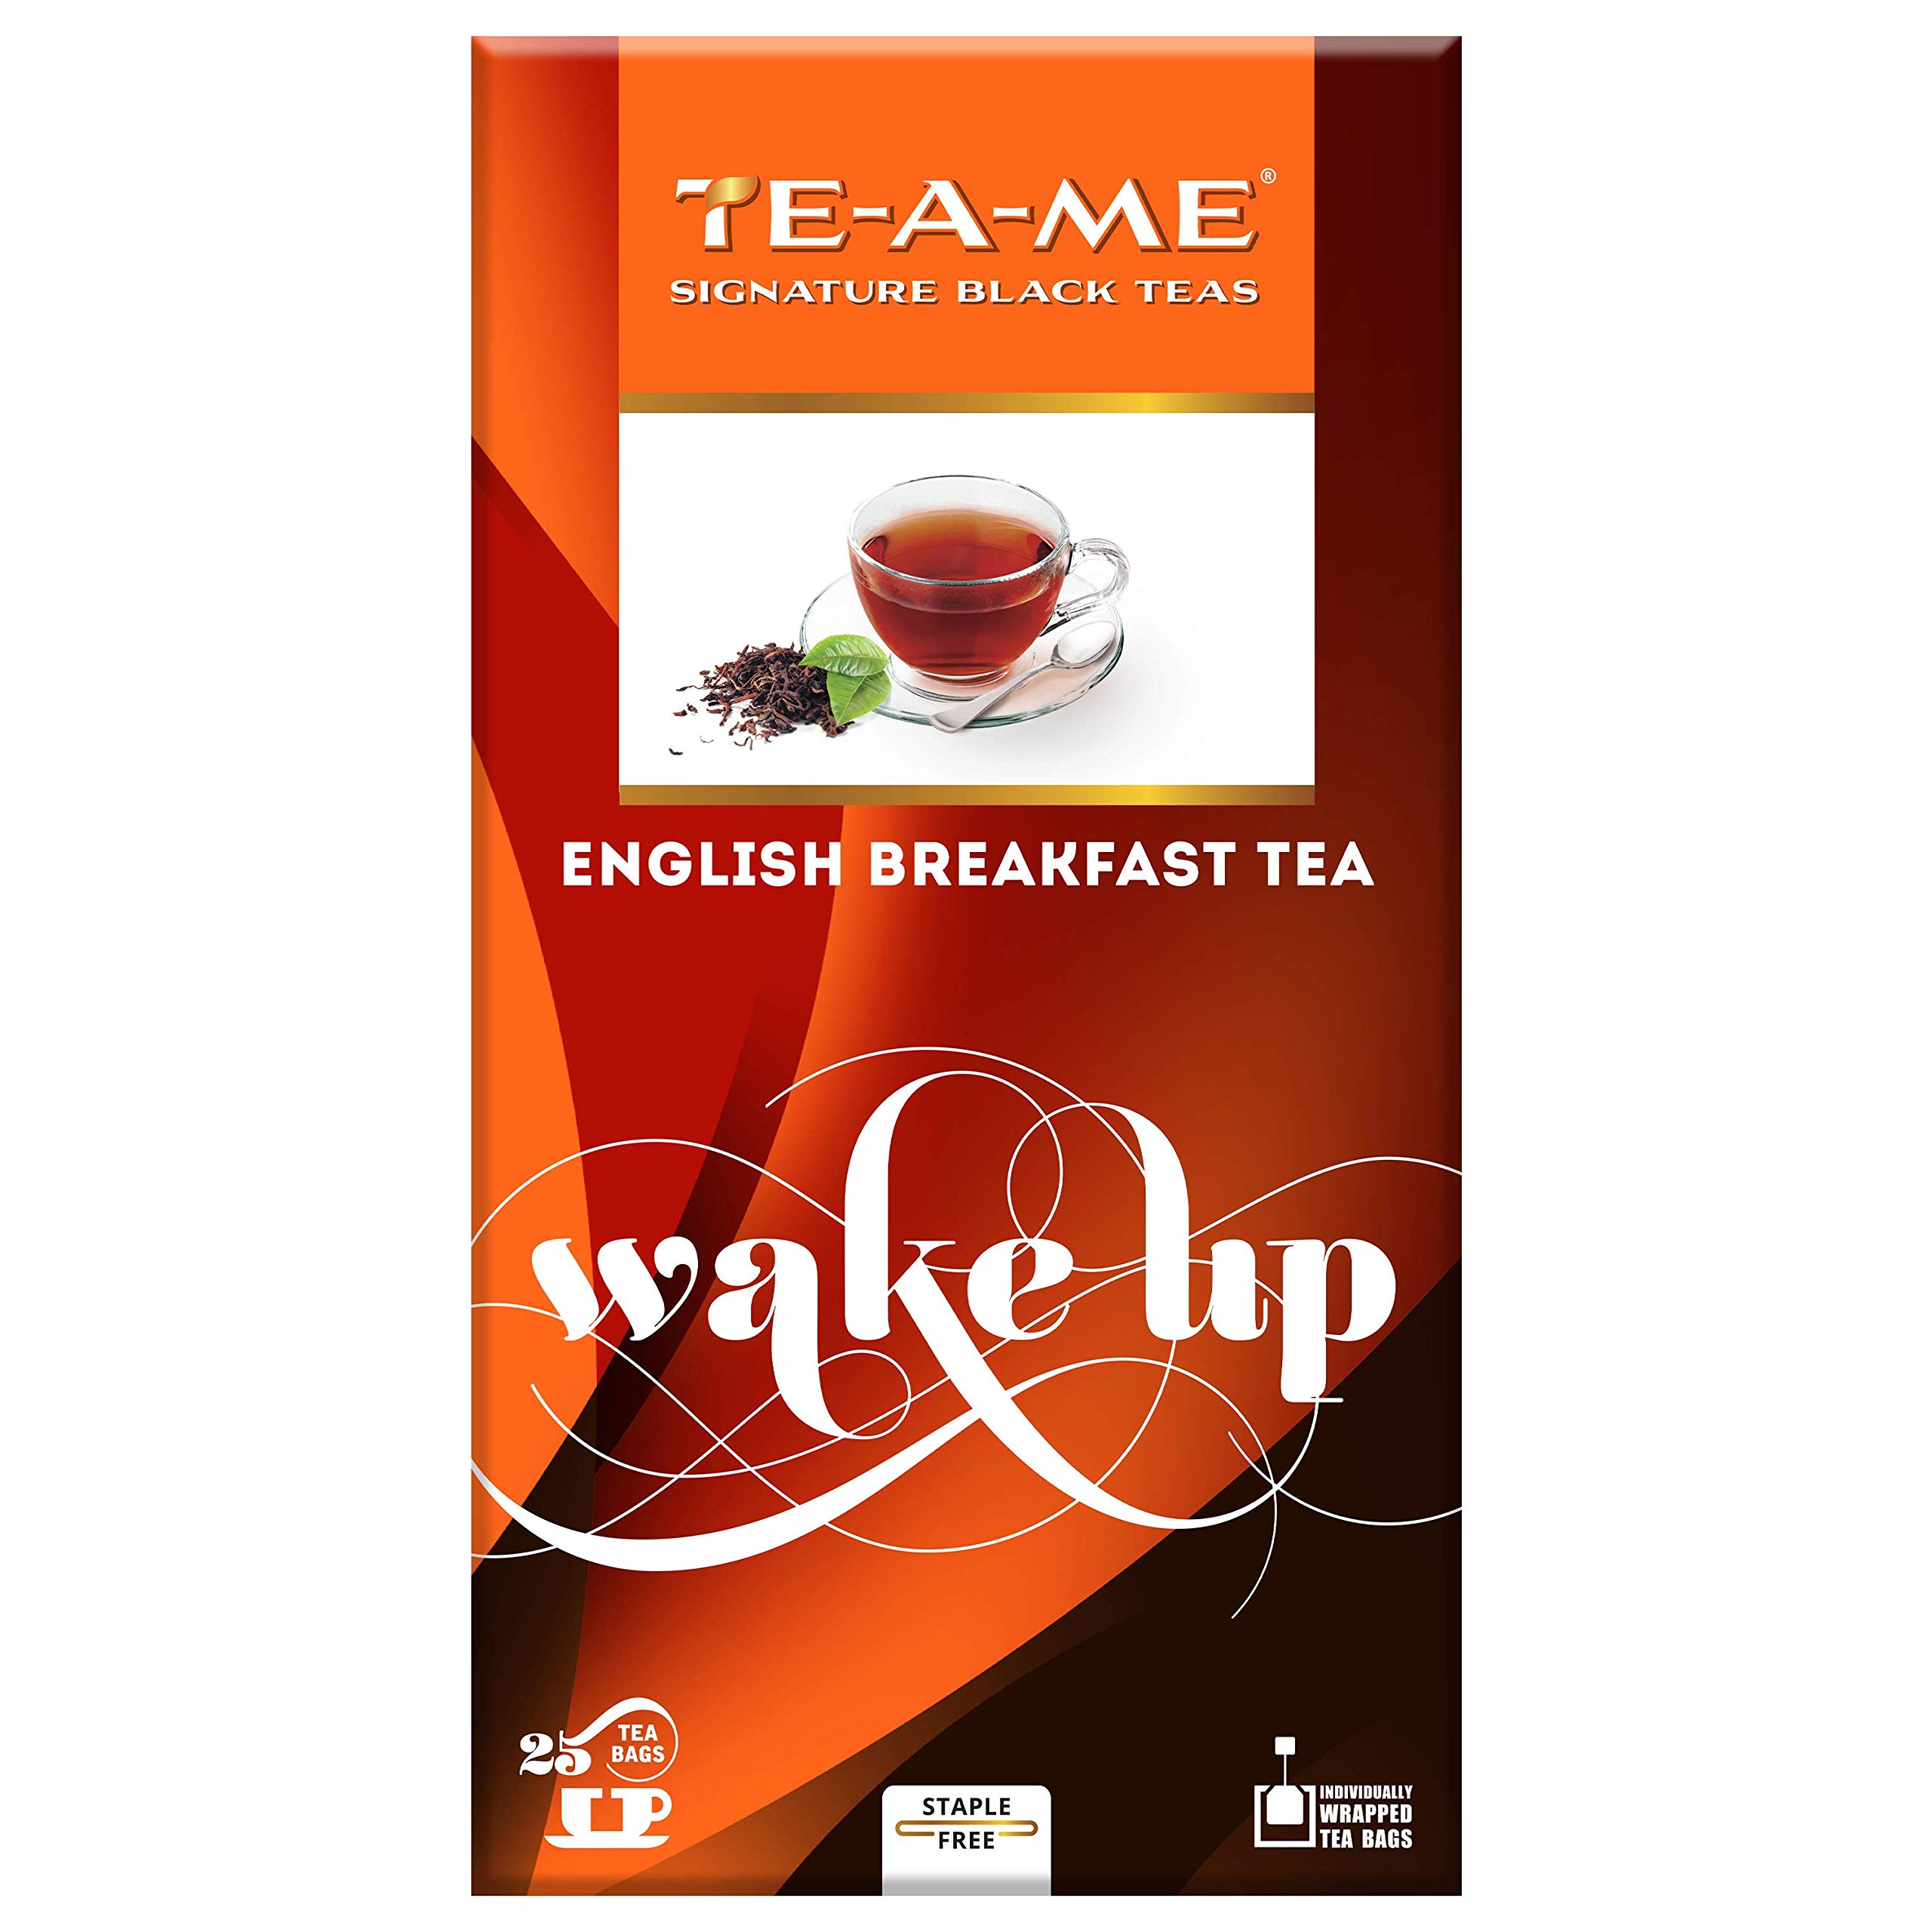 TE-A-ME®
SIGNATURE BLACK TEAS
ENGLISH BREAKFAST TEA
wake up
25 TEA
BAGS
STAPLE
FREE
INDIVIDUALLY
WRAPPED
TEA BAGS